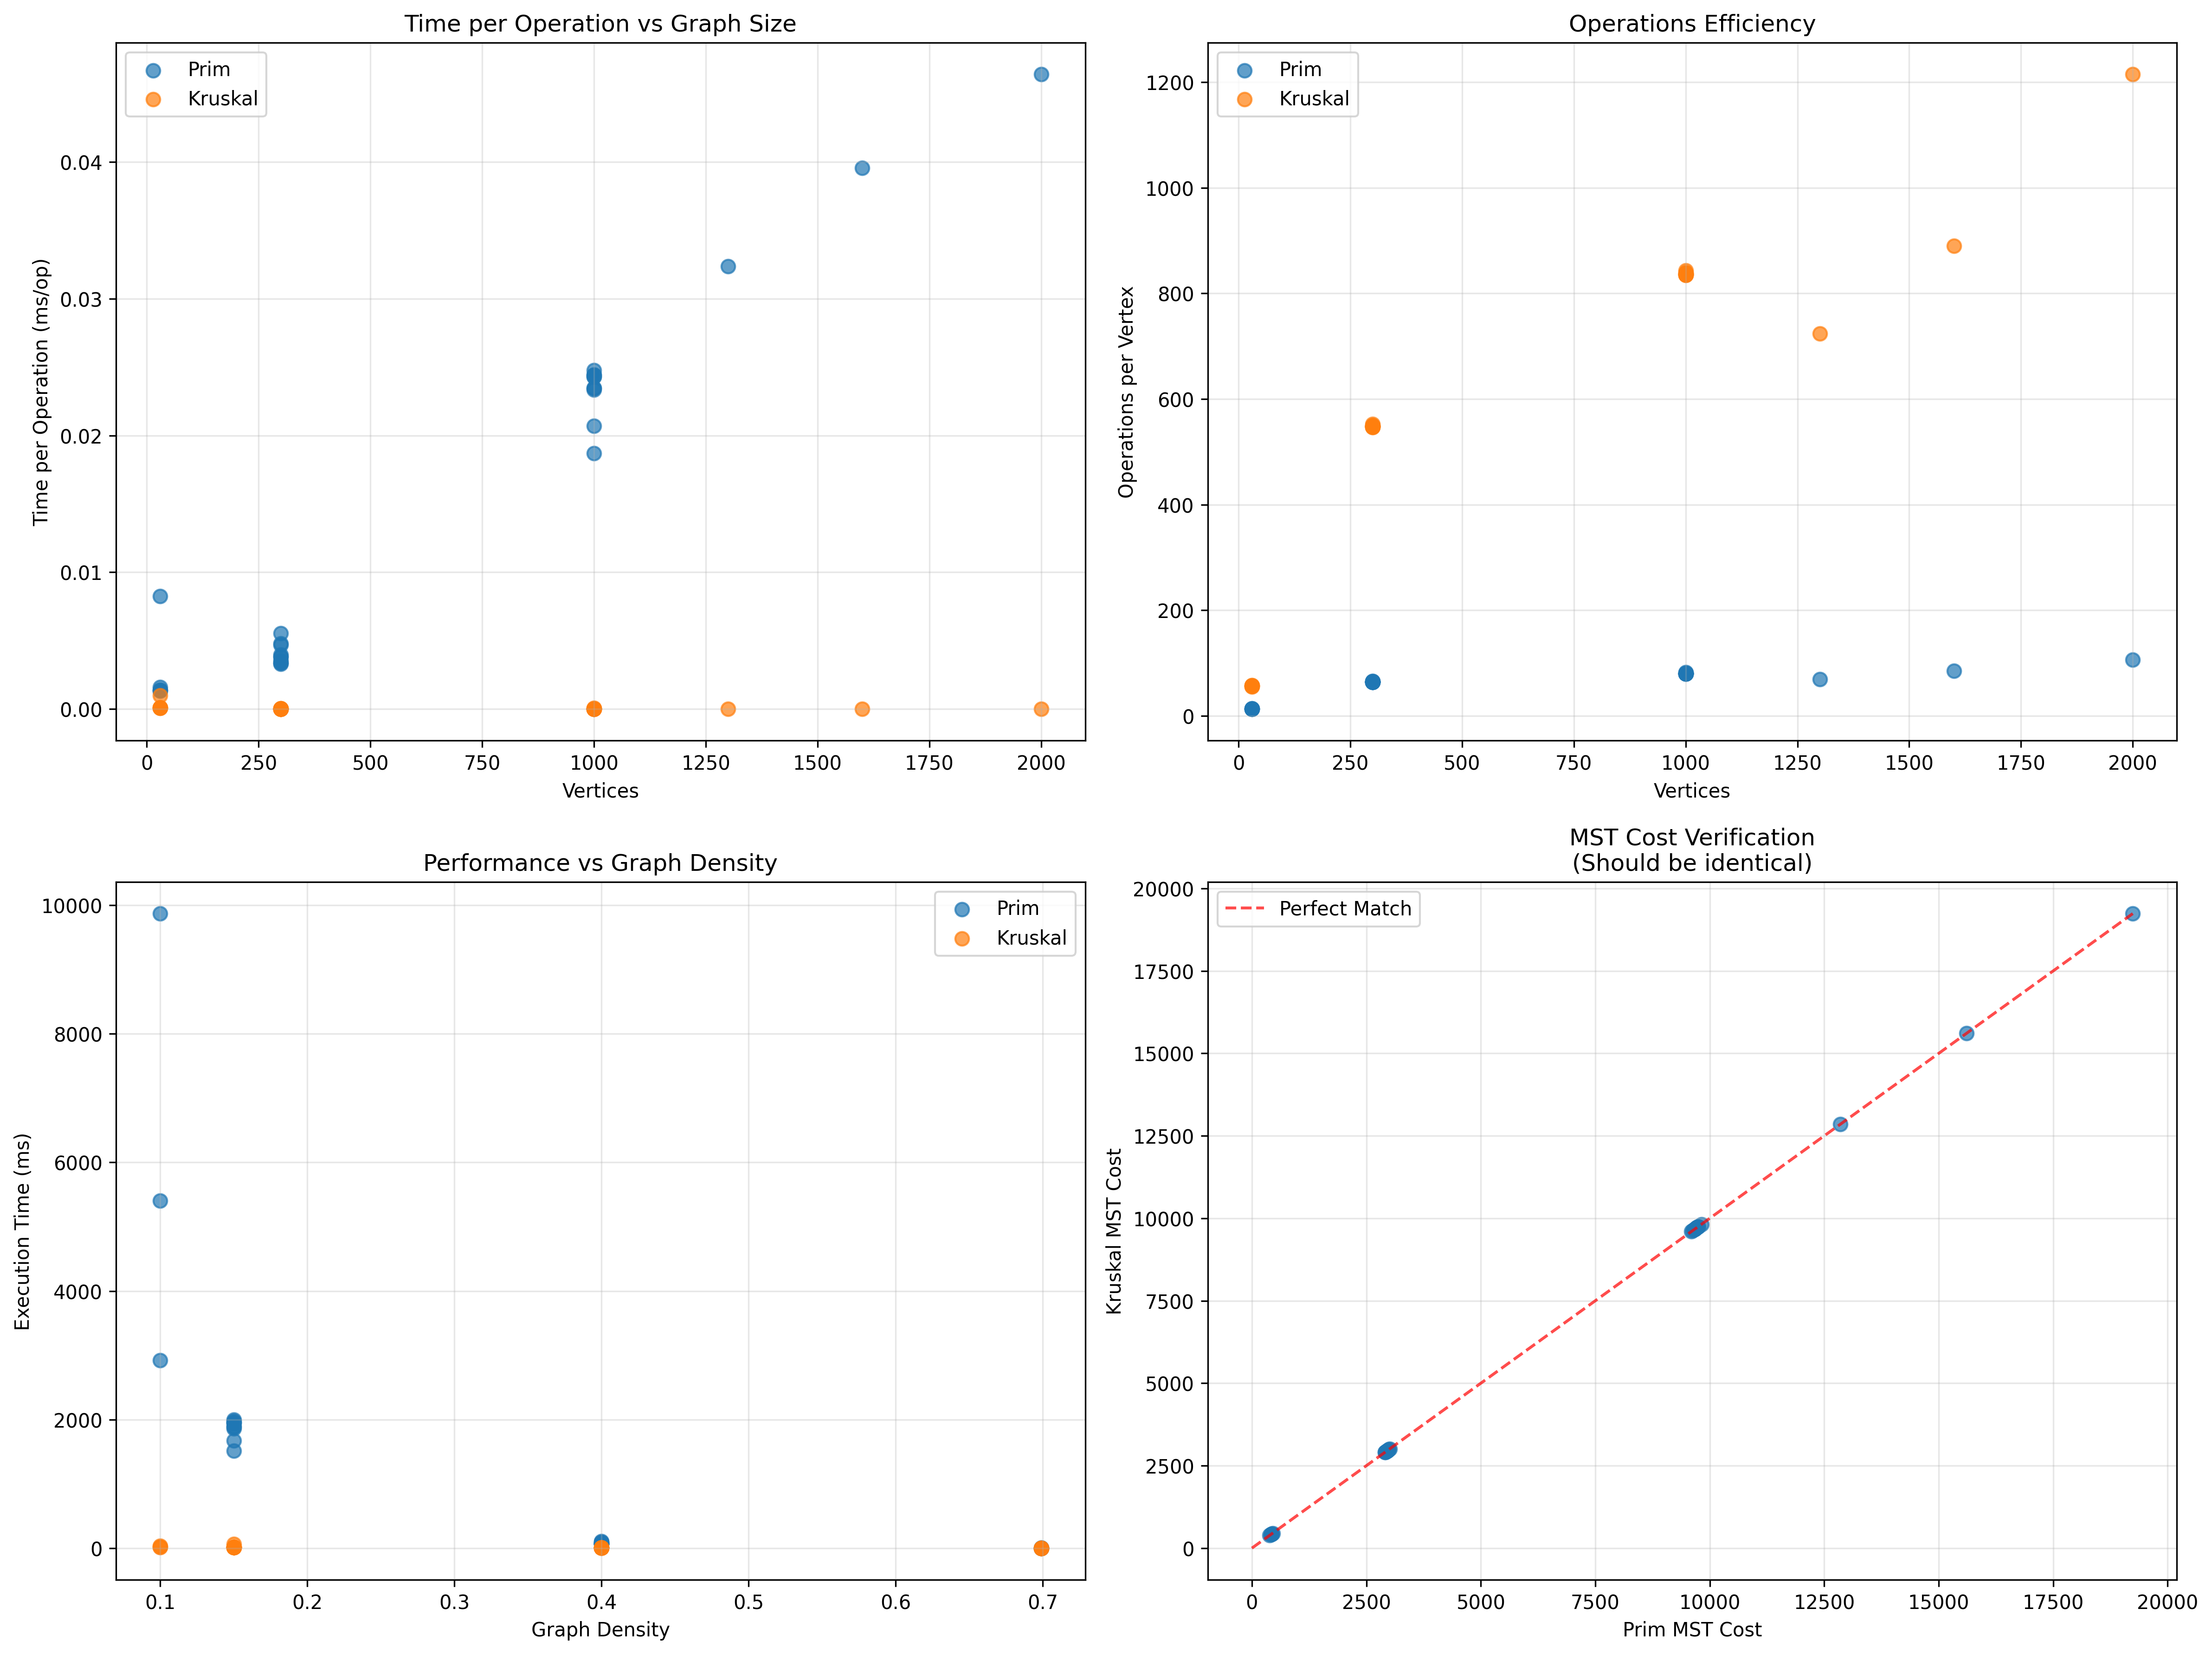 Time per Operation vs Graph Size
Prim
Kruskal
0.04
0.03
0.02
0.01
0.00
Time per Operation (ms/op)
0 250 500 750 1000 1250 1500 1750 2000
Vertices
Operations Efficiency
Prim
Kruskal
1200
1000
800
600
400
200
0
Operations per Vertex
0 250 500 750 1000 1250 1500 1750 2000
Vertices
Performance vs Graph Density
Prim
Kruskal
10000
8000
6000
4000
2000
0
Execution Time (ms)
0.1 0.2 0.3 0.4 0.5 0.6 0.7
Graph Density
MST Cost Verification
(Should be identical)
Perfect Match
20000
17500
15000
12500
10000
7500
5000
2500
0
Kruskal MST Cost
0 2500 5000 7500 10000 12500 15000 17500 20000
Prim MST Cost